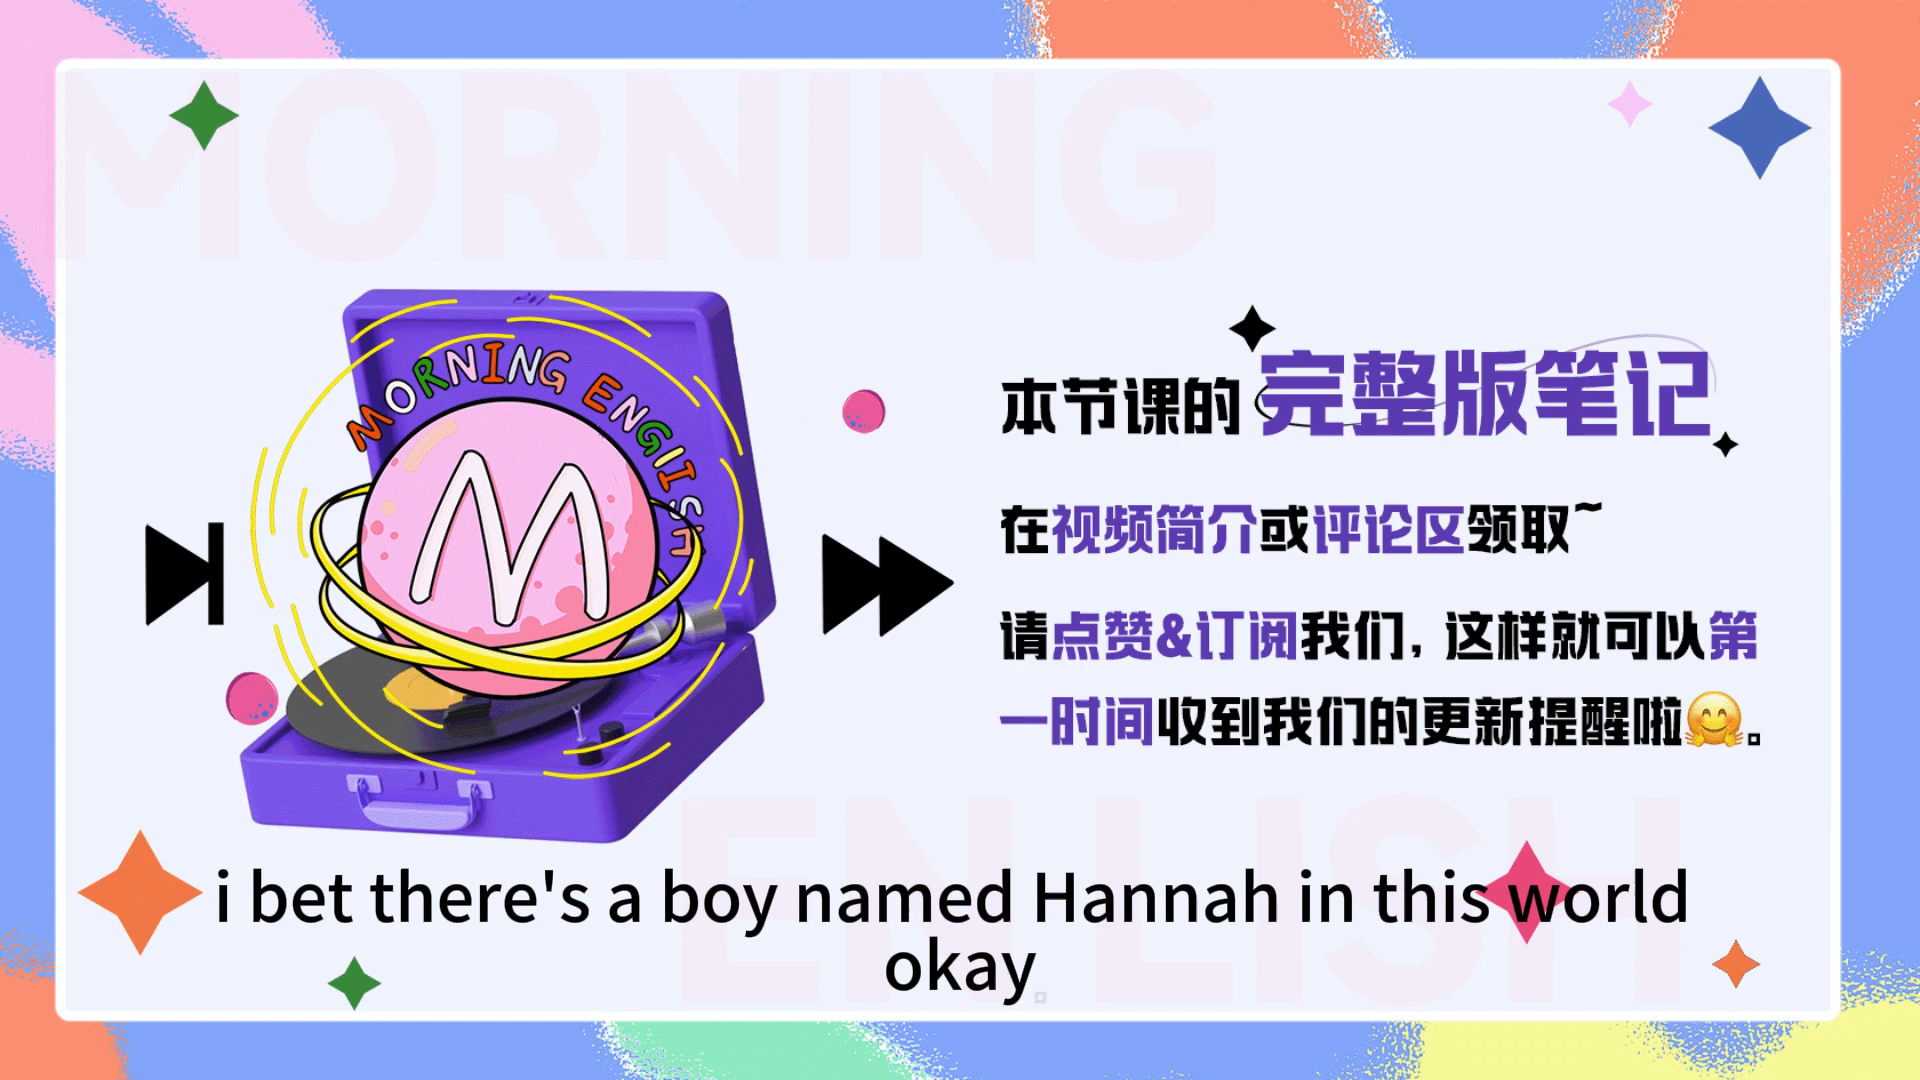 MORNING
MORNING ENGLISH
M
本节课的完整版笔记
在视频简介或评论区领取~
请点赞&订阅我们，这样就可以第
一时间收到我们的更新提醒啦🤗。
EN LISH
i bet there's a boy named Hannah in this world
okay。